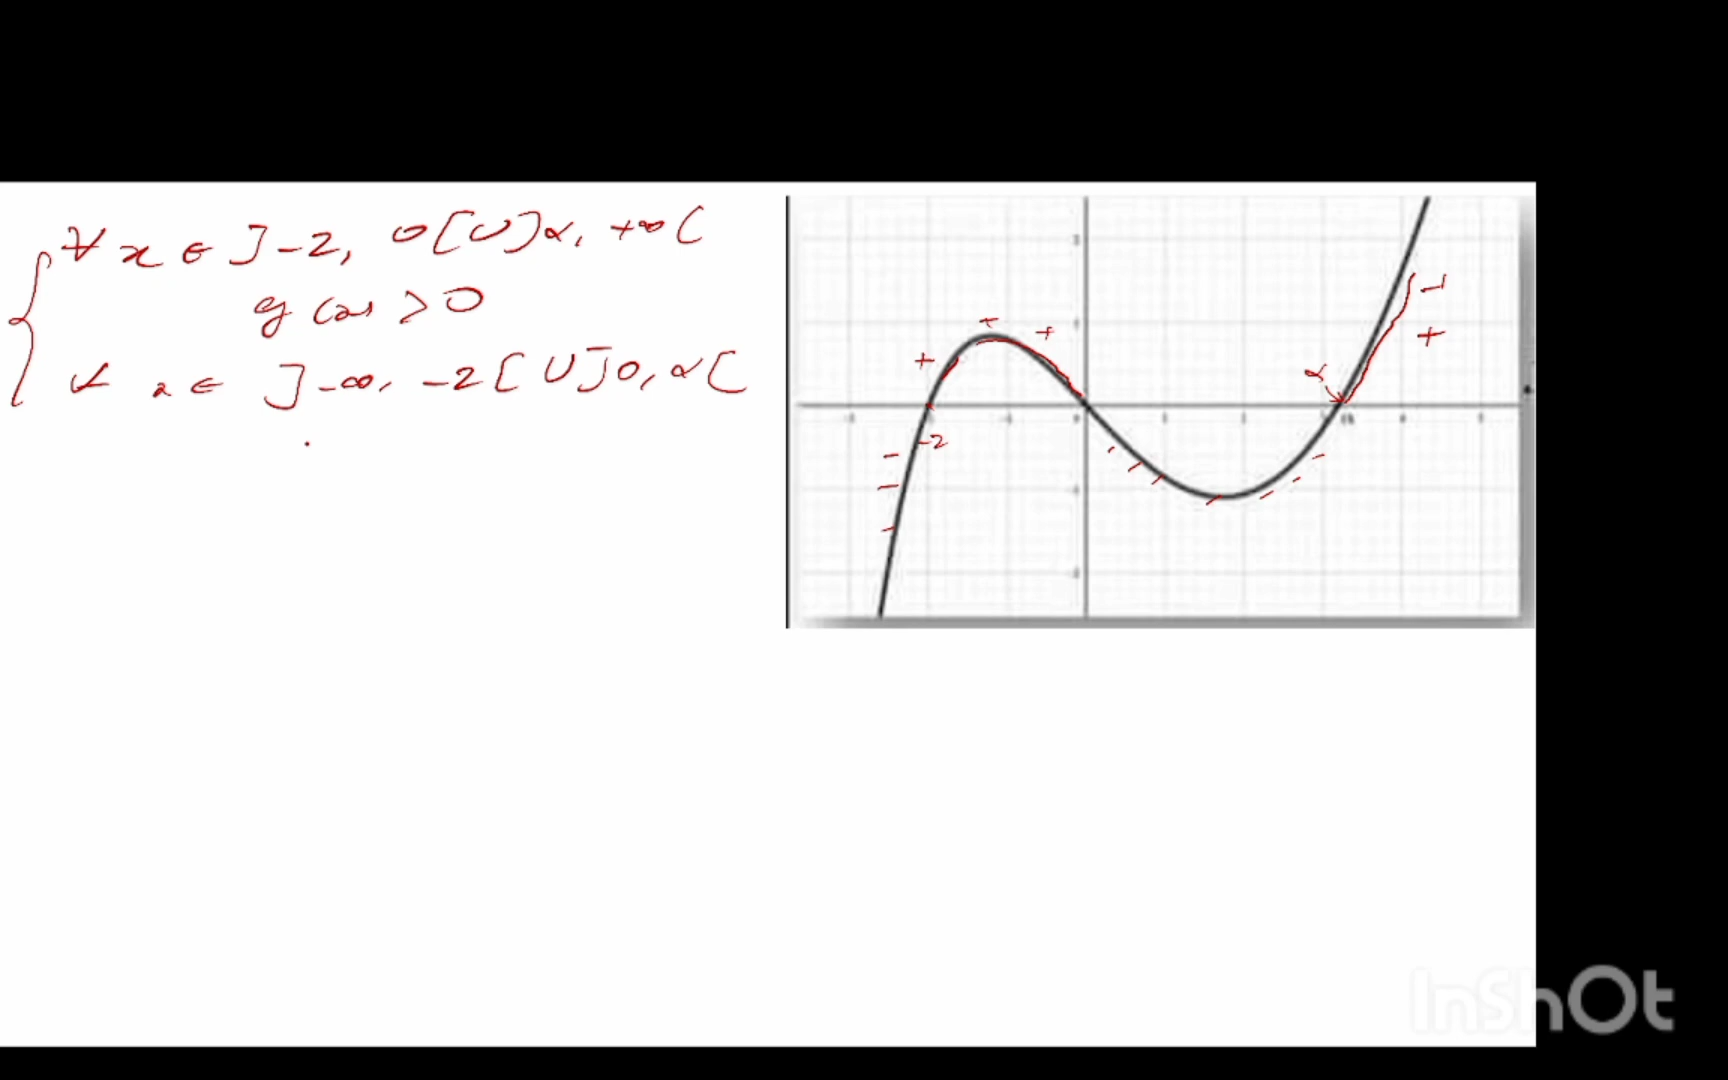 ∀ x ∈ ]-2, 0[ U ]α, +∞[
g(x) > 0
∀ x ∈ ]-∞, -2[ U ]0, α[
+ + + α +
-2
InShOt